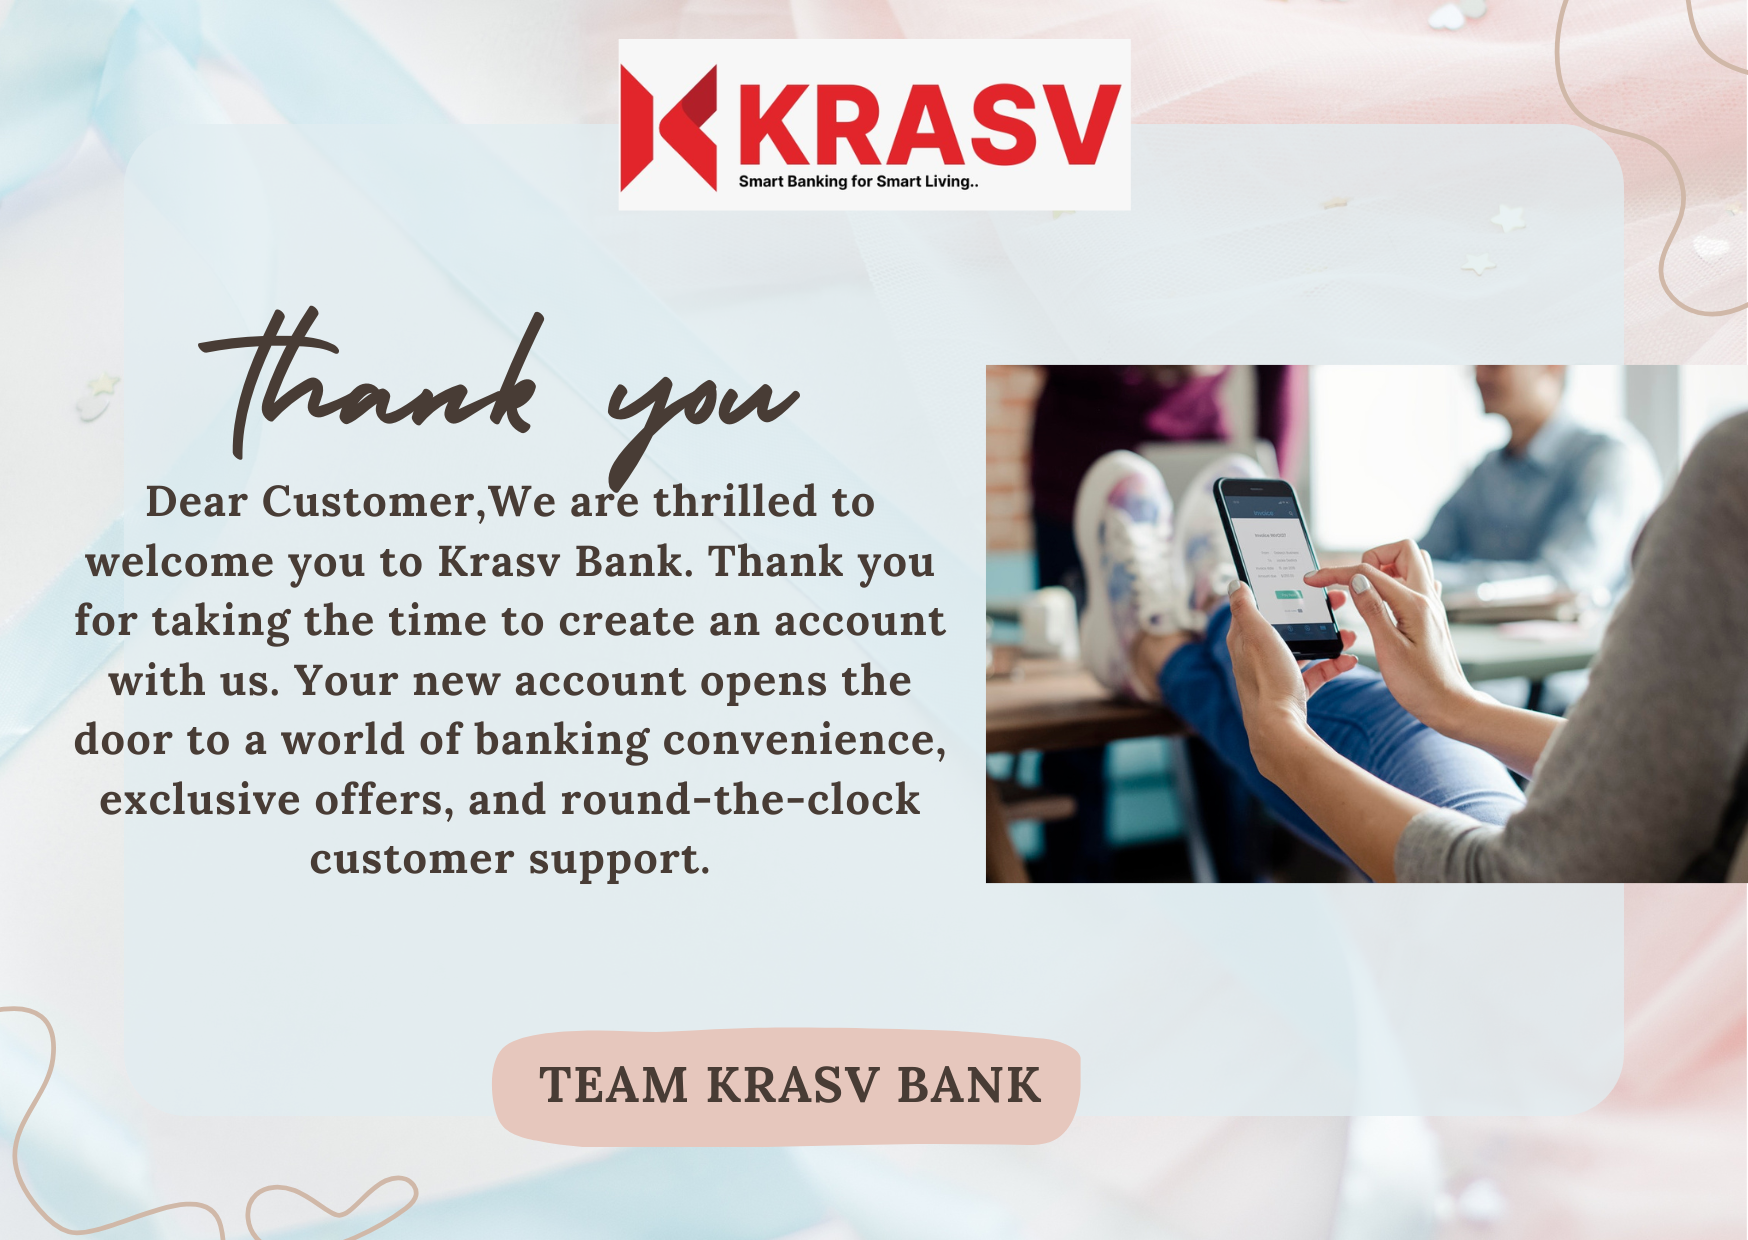 KRASV
Smart Banking for Smart Living..
thank you
Dear Customer,We are thrilled to
welcome you to Krasv Bank. Thank you
for taking the time to create an account
with us. Your new account opens the
door to a world of banking convenience,
exclusive offers, and round-the-clock
customer support.
TEAM KRASV BANK